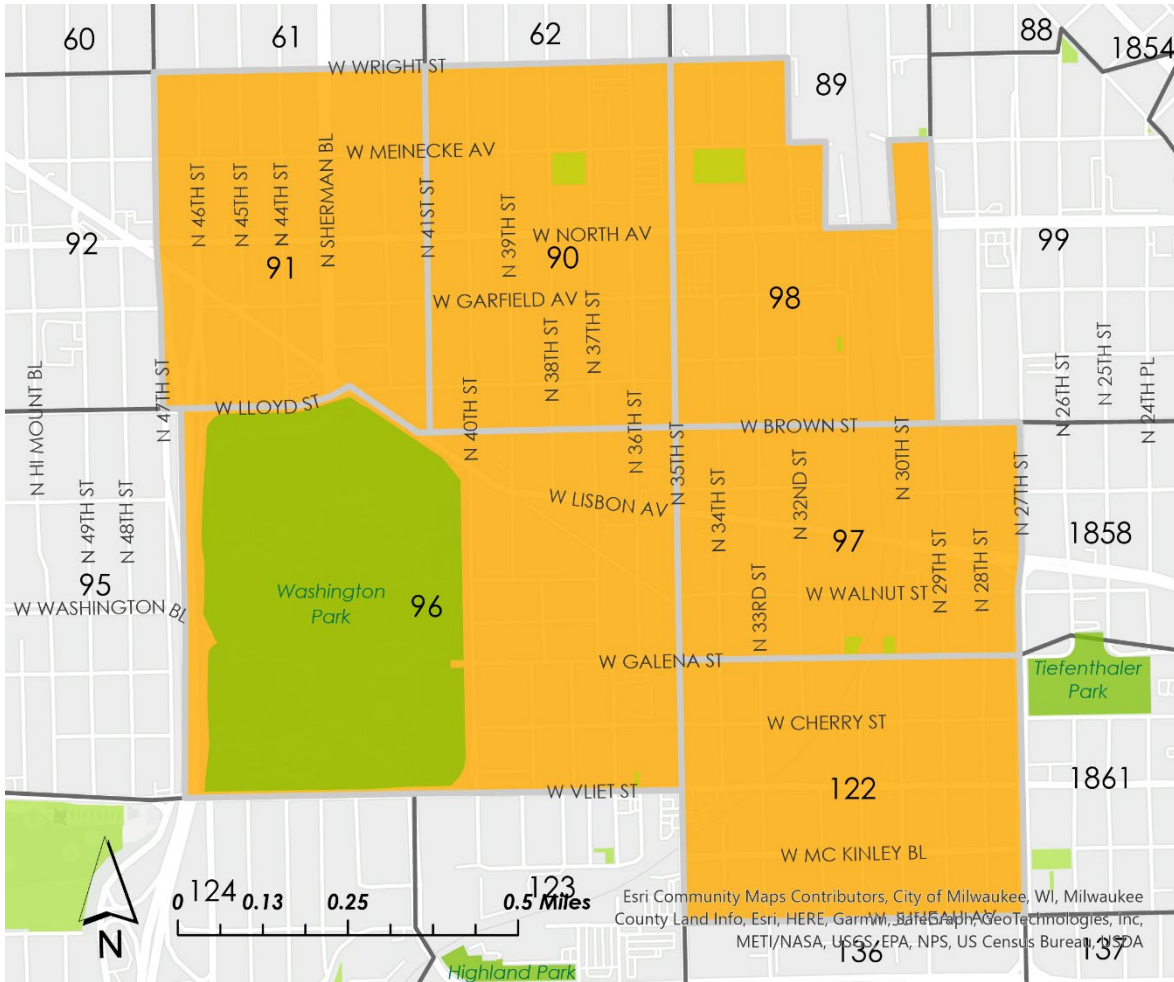 60
61
62
88
1854
W WRIGHT ST
89
W MEINECKE AV
N 46TH ST
N 45TH ST
N 44TH ST
N SHERMAN BL
N 41ST ST
N 39TH ST
W NORTH AV
92
91
90
99
98
W GARFIELD AV
N 38TH ST
N 37TH ST
N HI MOUNT BL
N 47TH ST
W LLOYD ST
N 40TH ST
N 36TH ST
N 35TH ST
W BROWN ST
N 30TH ST
N 26TH ST
N 25TH ST
N 24TH PL
N 49TH ST
N 48TH ST
W LISBON AV
N 34TH ST
N 32ND ST
N 27TH ST
97
1858
95
W WASHINGTON BL
Washington
Park
96
N 33RD ST
W WALNUT ST
N 29TH ST
N 28TH ST
W GALENA ST
Tiefenthaler
Park
W CHERRY ST
W VLIET ST
122
1861
W MC KINLEY BL
124
123
0 0.13 0.25 0.5 Miles
N
Esri Community Maps Contributors, City of Milwaukee, WI, Milwaukee
County Land Info, Esri, HERE, Garmin, SafeGraph, GeoTechnologies, Inc,
METI/NASA, USGS, EPA, NPS, US Census Bureau, USDA
136
137
Highland Park